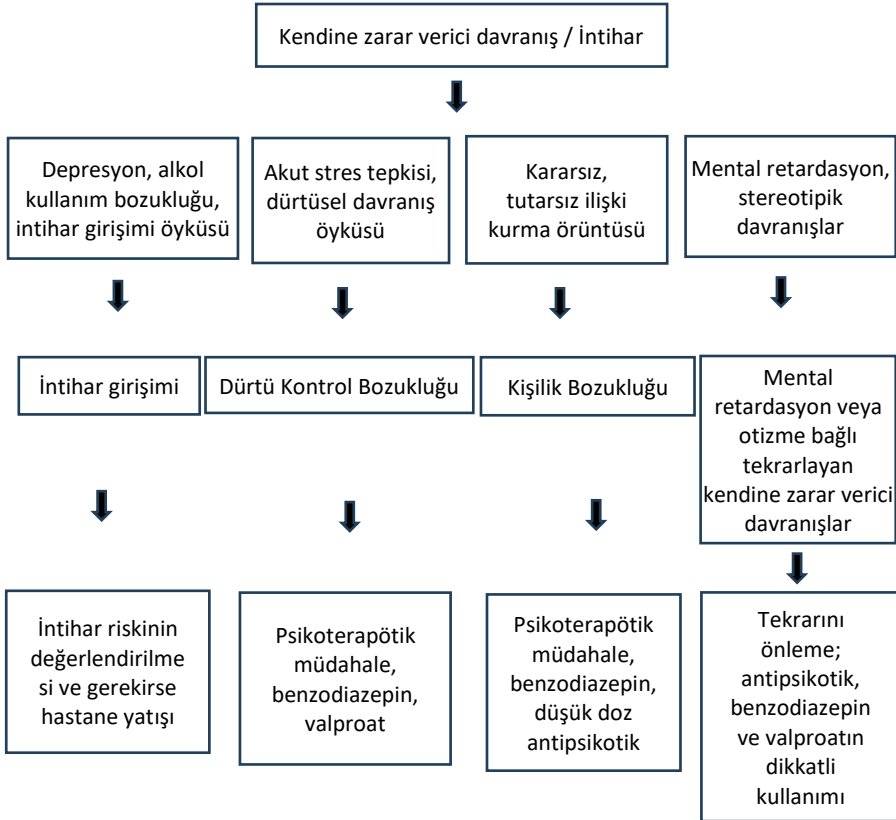 Kendine zarar verici davranış / İntihar
Depresyon, alkol
kullanım bozukluğu,
intihar girişimi öyküsü
Akut stres tepkisi,
dürtüsel davranış
öyküsü
Kararsız,
tutarsız ilişki
kurma örüntüsü
Mental retardasyon,
stereotipik
davranışlar
İntihar girişimi
Dürtü Kontrol Bozukluğu
Kişilik Bozukluğu
Mental
retardasyon veya
otizme bağlı
tekrarlayan
kendine zarar verici
davranışlar
İntihar riskinin
değerlendirilme
si ve gerekirse
hastane yatışı
Psikoterapötik
müdahale,
benzodiazepin,
valproat
Psikoterapötik
müdahale,
benzodiazepin,
düşük doz
antipsikotik
Tekrarını
önleme;
antipsikotik,
benzodiazepin
ve valproatın
dikkatli
kullanımı